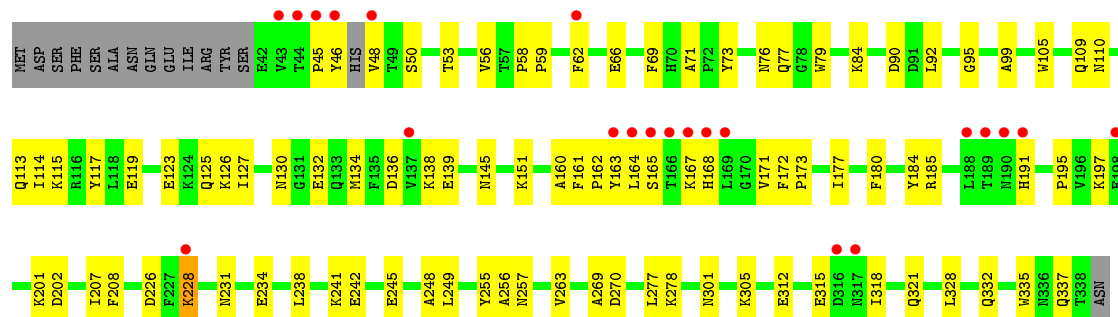 MET ASP SER PHE SER ALA ASN GLN GLU ILE ARG TYR SER E42 V43 T44 P45 Y46 HIS V48 T49 S50 T53 V56 T57 P58 P59 F62 E66 F69 H70 A71 P72 Y73 N76 Q77 G78 W79 K84 D90 D91 L92 G95 A99 W105 Q109 N110
Q113 I114 K115 R116 Y117 L118 E119 E123 K124 Q125 K126 I127 N130 G131 E132 Q133 M134 F135 D136 V137 K138 E139 N145 K151 A160 F161 P162 Y163 L164 S165 T166 K167 H168 L169 G170 V171 F172 P173 I177 F180 Y184 R185 L188 T189 N190 H191 P195 V196 K197 E198
K201 D202 I207 F208 D226 F227 K228 N231 E234 L238 K241 E242 E245 A248 L249 Y255 A256 N257 V263 A269 D270 L277 K278 N301 K305 E312 E315 D316 N317 I318 Q321 L328 Q332 W335 N336 Q337 T338 ASN